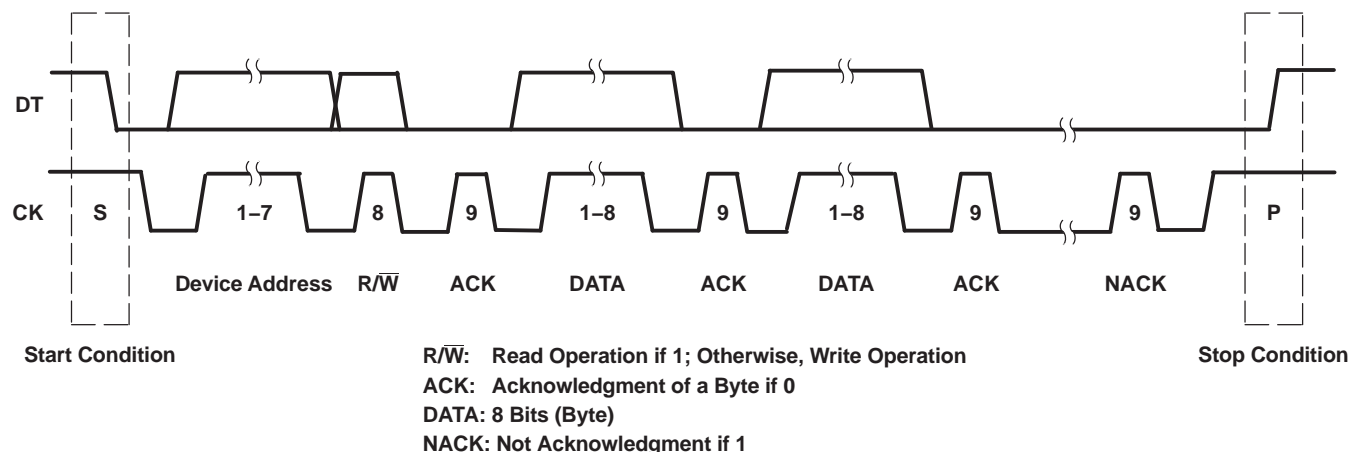 DT
CK
S
1–7
8
9
1–8
9
1–8
9
9
P
Device Address
R/W̅
ACK
DATA
ACK
DATA
ACK
NACK
Start Condition
Stop Condition
R/W̅: Read Operation if 1; Otherwise, Write Operation
ACK: Acknowledgment of a Byte if 0
DATA: 8 Bits (Byte)
NACK: Not Acknowledgment if 1